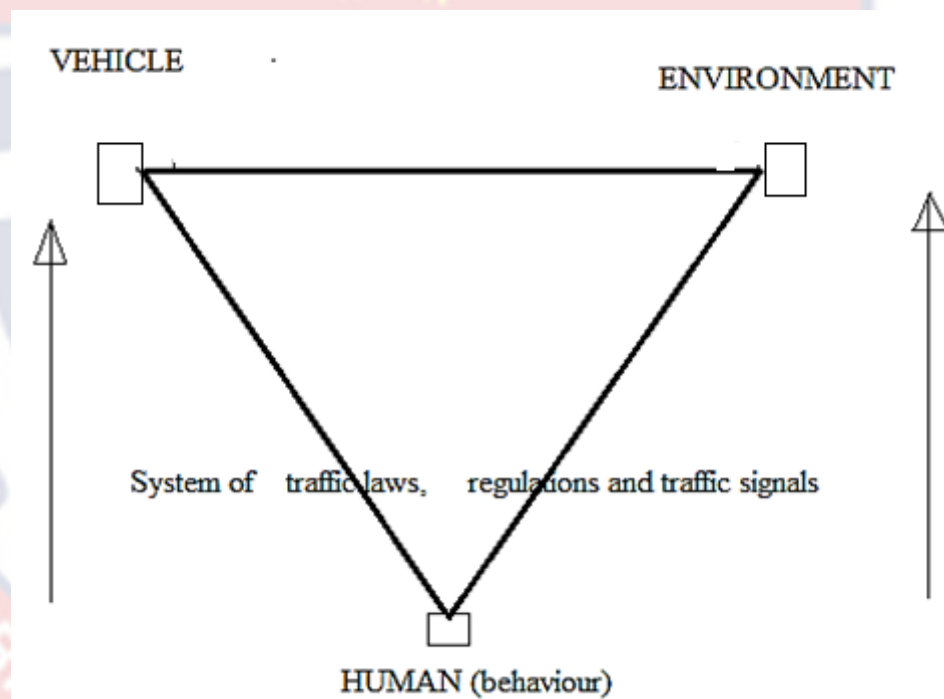 VEHICLE
ENVIRONMENT
System of traffic laws, regulations and traffic signals
HUMAN (behaviour)